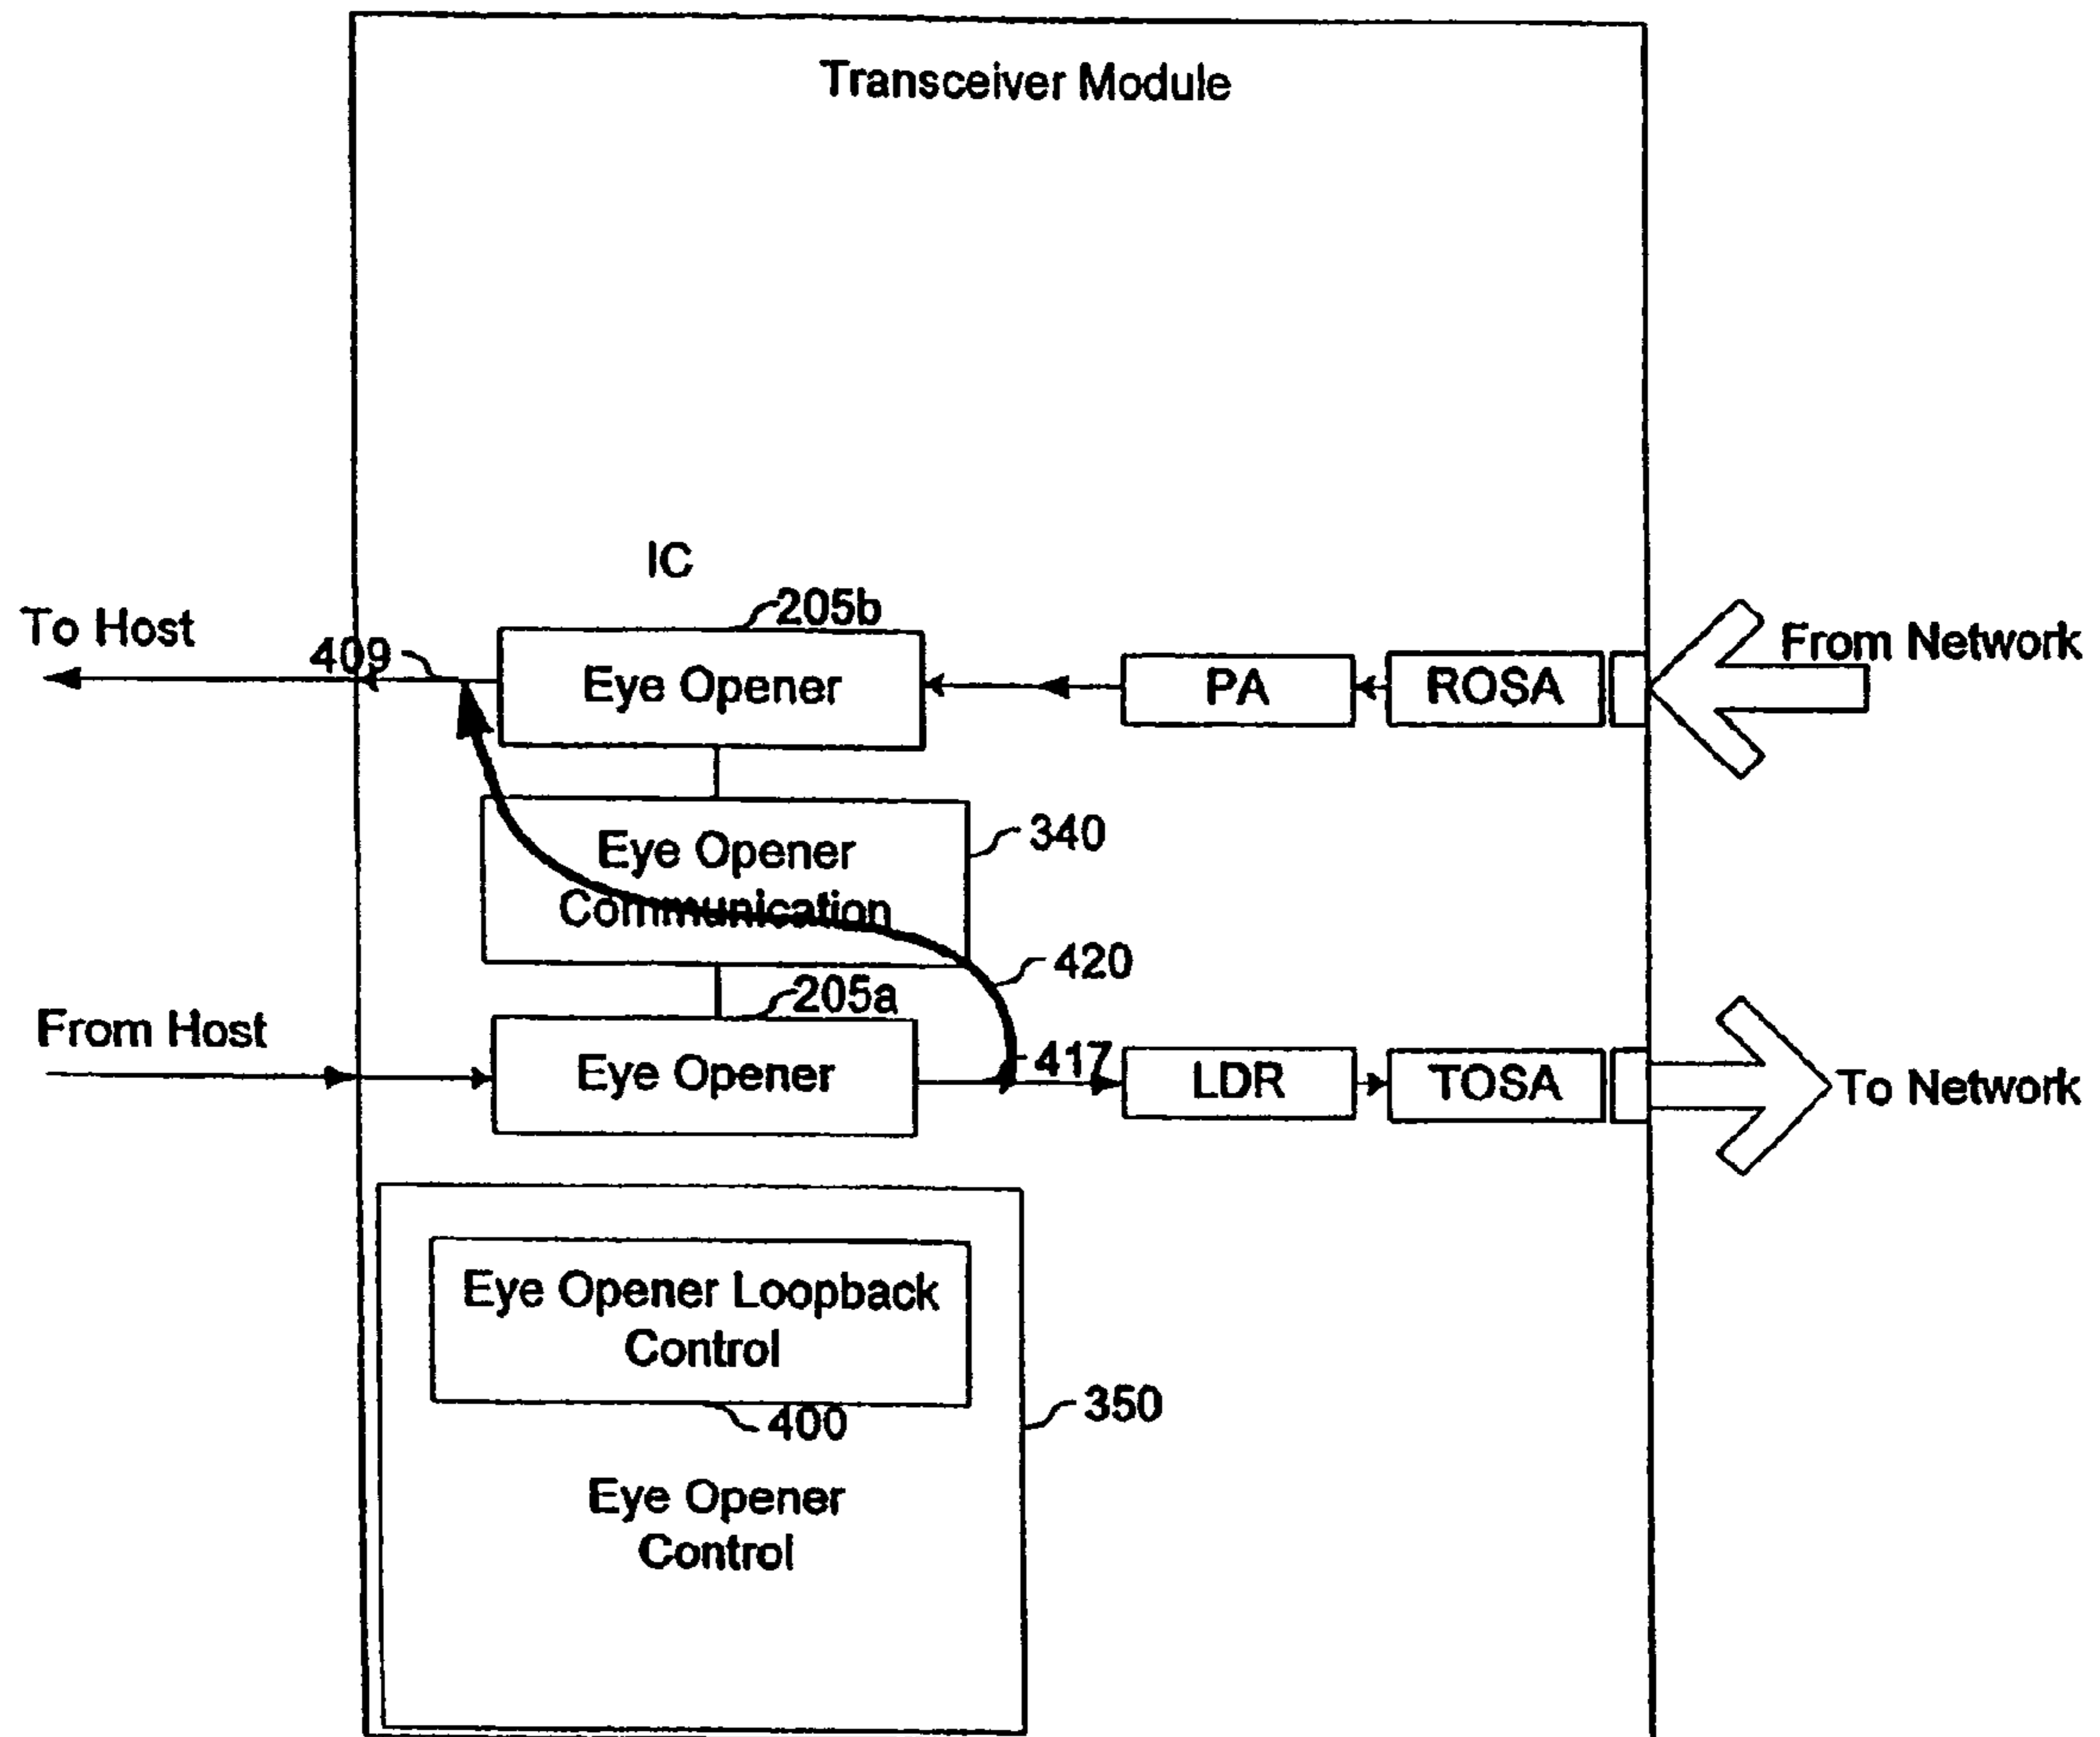 Transceiver Module
IC
205b
To Host
409
Eye Opener
PA
ROSA
From Network
Eye Opener
Communication
340
420
205a
From Host
Eye Opener
417
LDR
TOSA
To Network
Eye Opener Loopback
Control
400
350
Eye Opener
Control